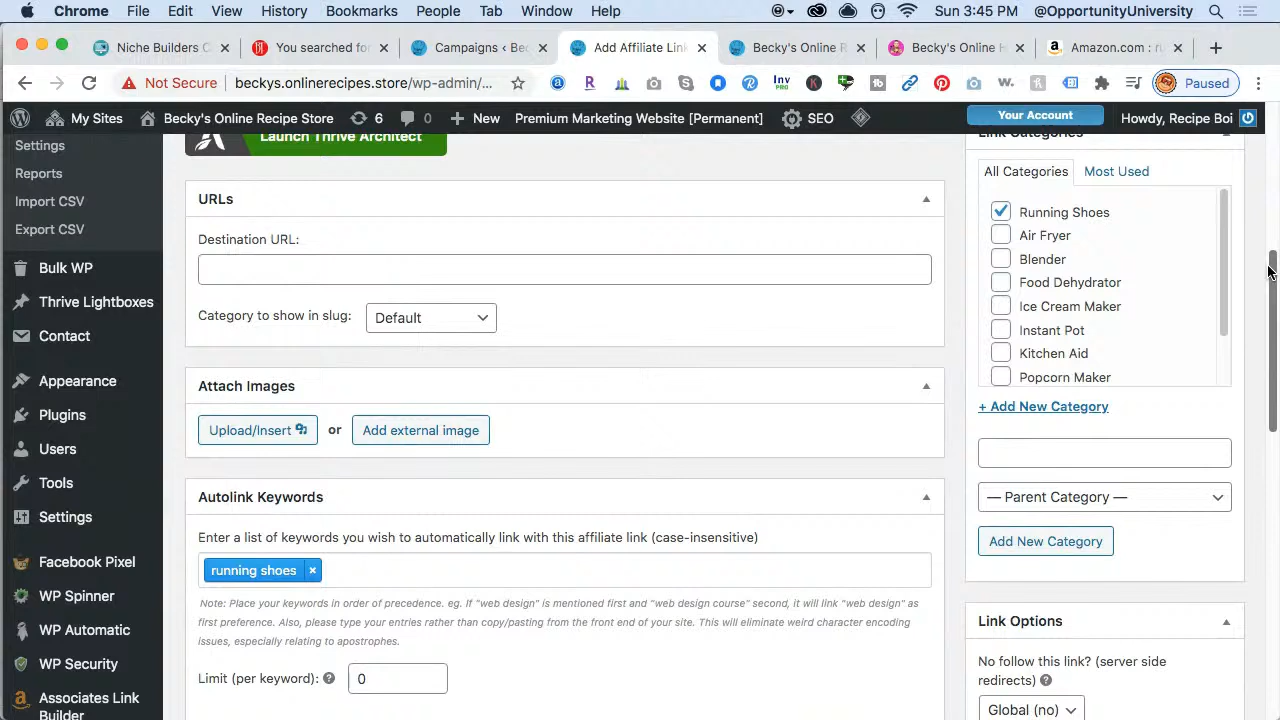 Chrome File Edit View History Bookmarks People Tab Window Help Sun 3:45 PM @OpportunityUniversity
Niche Builders C
You searched for
Campaigns ‹ Bec
Add Affiliate Link
Becky's Online R
Becky's Online H
Amazon.com : ru
Not Secure beckys.onlinerecipes.store/wp-admin/... Paused
My Sites Becky's Online Recipe Store 6 0 New Premium Marketing Website [Permanent] SEO Your Account Howdy, Recipe Boi
Settings
Reports
Import CSV
Export CSV
Bulk WP
Thrive Lightboxes
Contact
Appearance
Plugins
Users
Tools
Settings
Facebook Pixel
WP Spinner
WP Automatic
WP Security
Associates Link
Builder
Launch Thrive Architect
URLs
Destination URL:
Category to show in slug: Default
Attach Images
Upload/Insert or Add external image
Autolink Keywords
Enter a list of keywords you wish to automatically link with this affiliate link (case-insensitive)
running shoes ×
Note: Place your keywords in order of precedence. eg. If "web design" is mentioned first and "web design course" second, it will link "web design" as
first preference. Also, please type your entries rather than copy/pasting from the front end of your site. This will eliminate weird character encoding
issues, especially relating to apostrophes.
Limit (per keyword): 0
Link Categories
All Categories Most Used
Running Shoes
Air Fryer
Blender
Food Dehydrator
Ice Cream Maker
Instant Pot
Kitchen Aid
Popcorn Maker
+ Add New Category
— Parent Category —
Add New Category
Link Options
No follow this link? (server side
redirects)
Global (no)